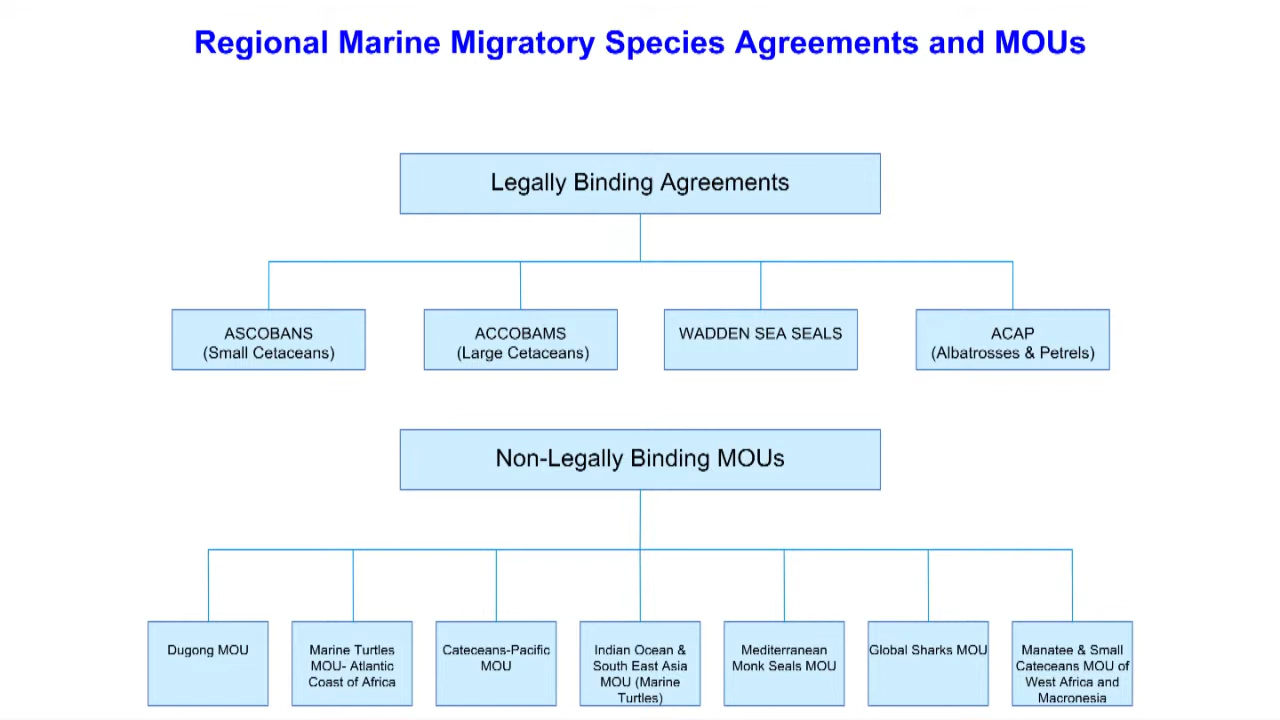 Regional Marine Migratory Species Agreements and MOUs
Legally Binding Agreements
ASCOBANS
(Small Cetaceans)
ACCOBAMS
(Large Cetaceans)
WADDEN SEA SEALS
ACAP
(Albatrosses & Petrels)
Non-Legally Binding MOUs
Dugong MOU
Marine Turtles
MOU- Atlantic
Coast of Africa
Cateceans-Pacific
MOU
Indian Ocean &
South East Asia
MOU (Marine
Turtles)
Mediterranean
Monk Seals MOU
Global Sharks MOU
Manatee & Small
Cateceans MOU of
West Africa and
Macronesia